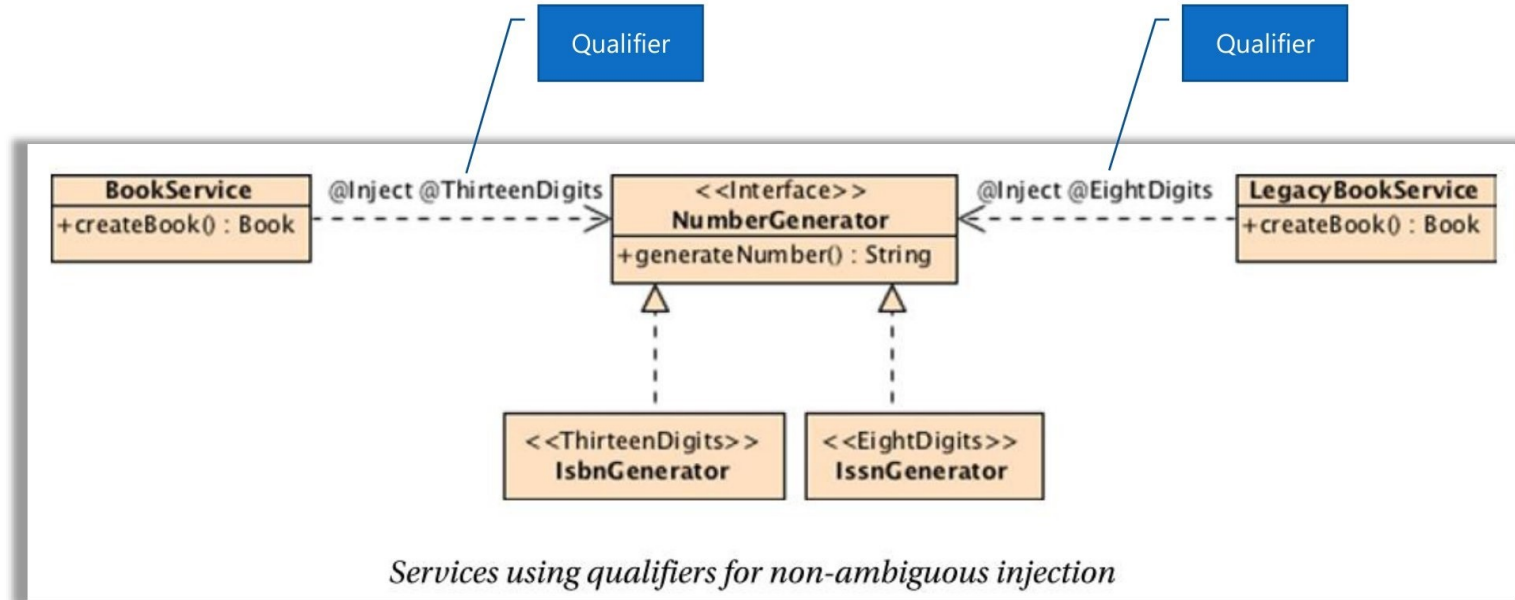 Qualifier
Qualifier
BookService
+createBook() : Book
@Inject @ThirteenDigits
<<Interface>>
NumberGenerator
+generateNumber() : String
@Inject @EightDigits
LegacyBookService
+createBook() : Book
<<ThirteenDigits>>
IsbnGenerator
<<EightDigits>>
IssnGenerator
Services using qualifiers for non-ambiguous injection